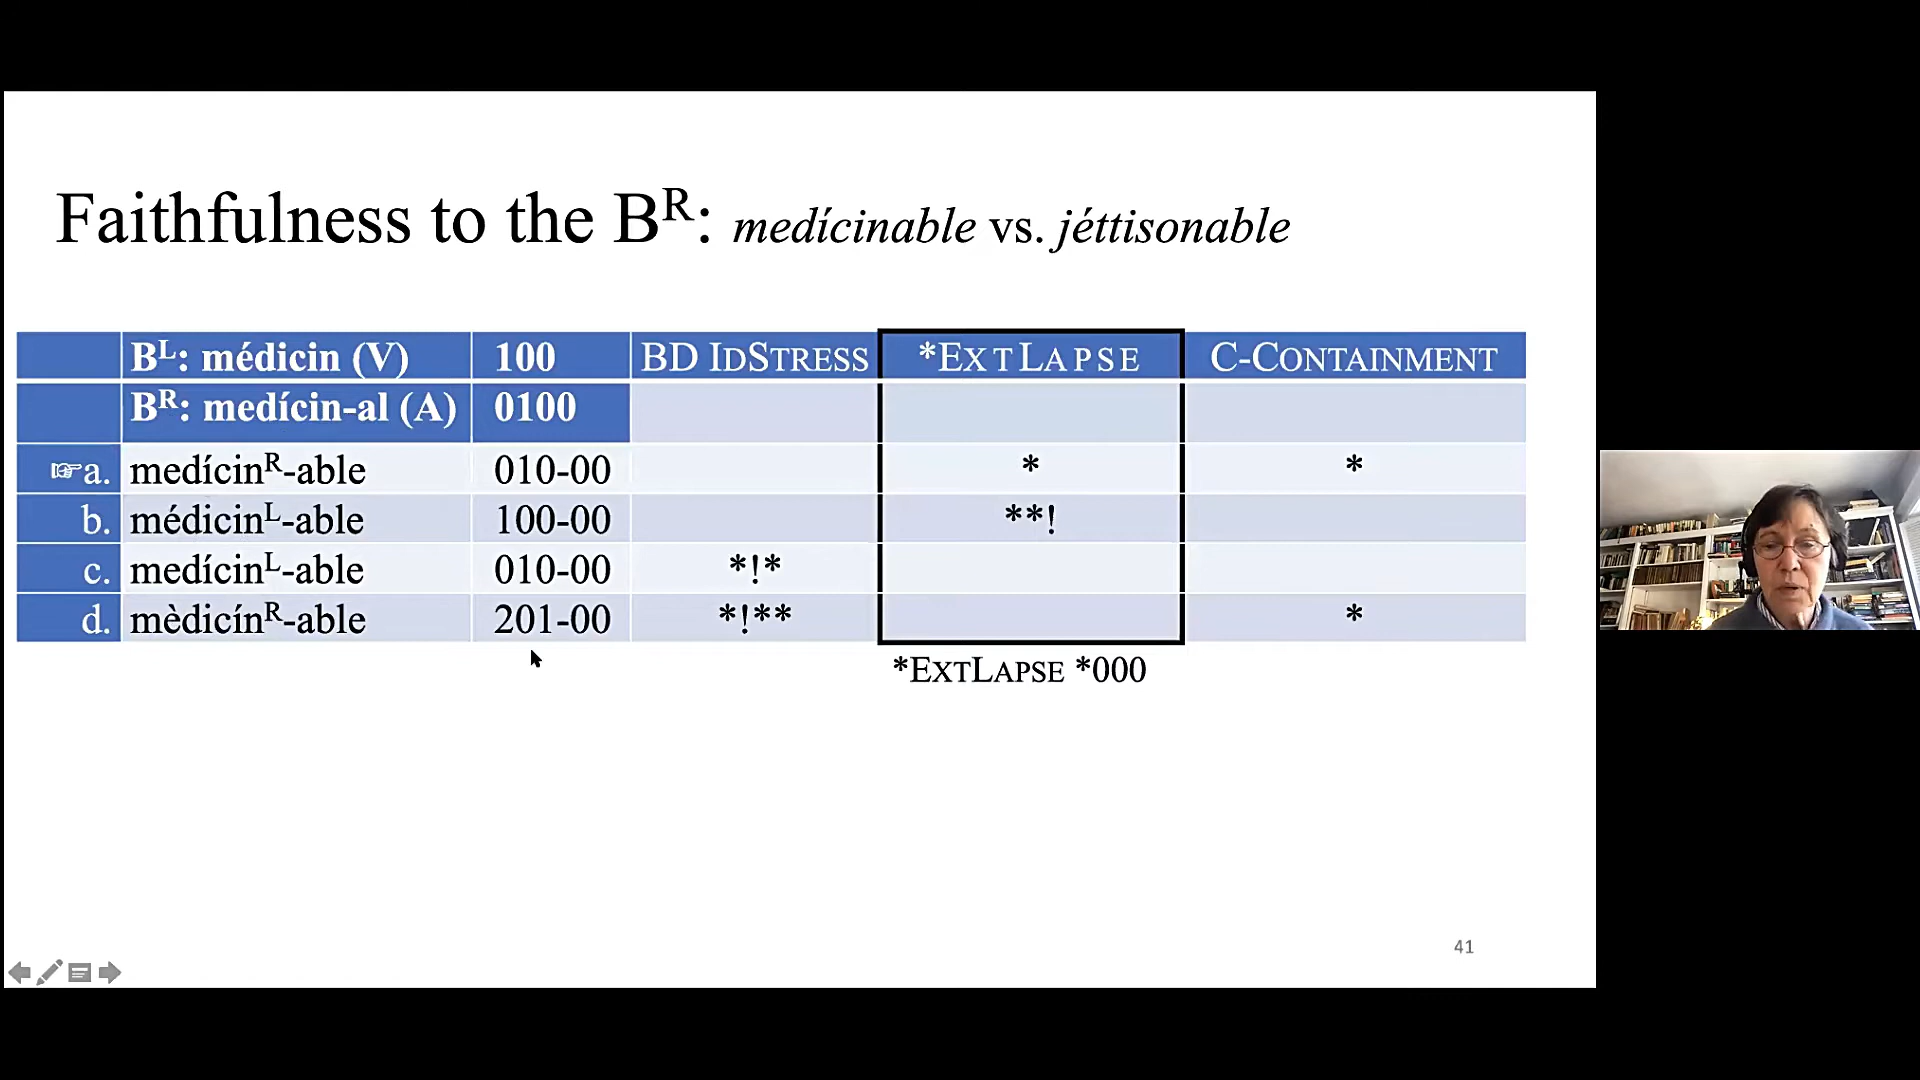 Faithfulness to the Bᴿ: medícinable vs. jéttisonable
Bᴸ: médicin (V) 100 BD IDSTRESS *EXTLAPSE C-CONTAINMENT
Bᴿ: medícin-al (A) 0100
☞a. medícinᴿ-able 010-00 * *
b. médicinᴸ-able 100-00 **!
c. medícinᴸ-able 010-00 *!*
d. mèdicínᴿ-able 201-00 *!** *
*EXTLAPSE *000
41